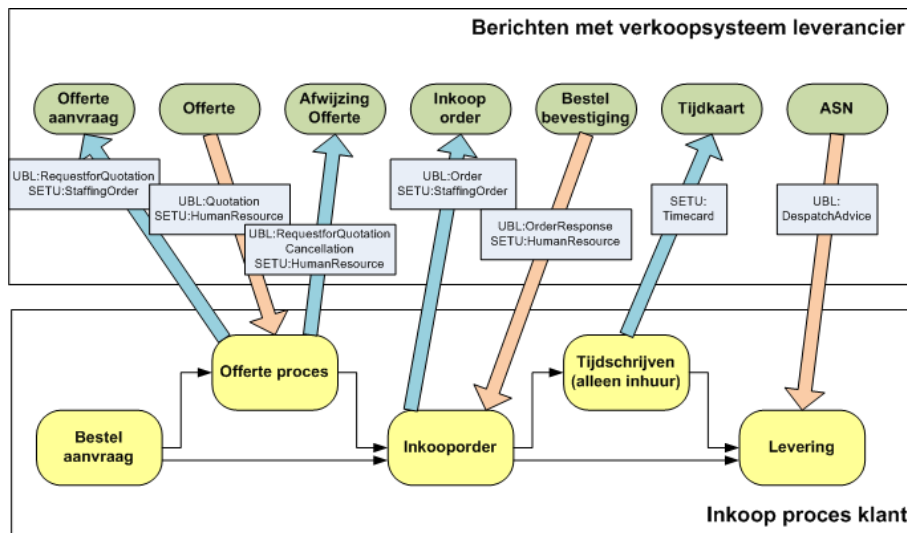 Berichten met verkoopsysteem leverancier
Offerte
aanvraag
Offerte
Afwijzing
Offerte
Inkoop
order
Bestel
bevestiging
Tijdkaart
ASN
UBL:RequestforQuotation
SETU:StaffingOrder
UBL:Quotation
SETU:HumanResource
UBL:RequestforQuotation
Cancellation
SETU:HumanResource
UBL:Order
SETU:StaffingOrder
UBL:OrderResponse
SETU:HumanResource
SETU:
Timecard
UBL:
DespatchAdvice
Offerte proces
Tijdschrijven
(alleen inhuur)
Bestel
aanvraag
Inkooporder
Levering
Inkoop proces klant